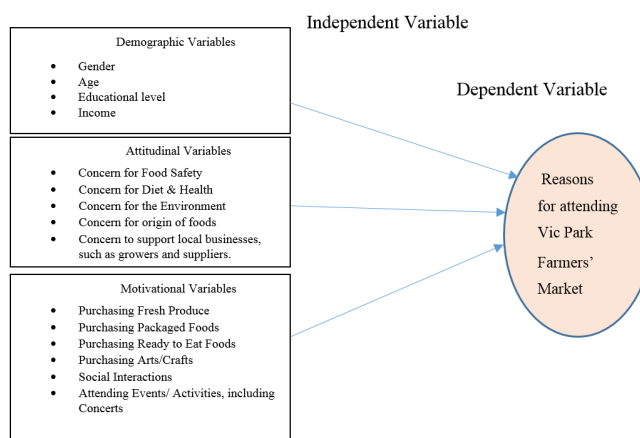 Independent Variable
Demographic Variables
• Gender
• Age
• Educational level
• Income
Dependent Variable
Attitudinal Variables
• Concern for Food Safety
• Concern for Diet & Health
• Concern for the Environment
• Concern for origin of foods
• Concern to support local businesses,
such as growers and suppliers.
Reasons
for attending
Vic Park
Farmers’
Market
Motivational Variables
• Purchasing Fresh Produce
• Purchasing Packaged Foods
• Purchasing Ready to Eat Foods
• Purchasing Arts/Crafts
• Social Interactions
• Attending Events/ Activities, including
Concerts